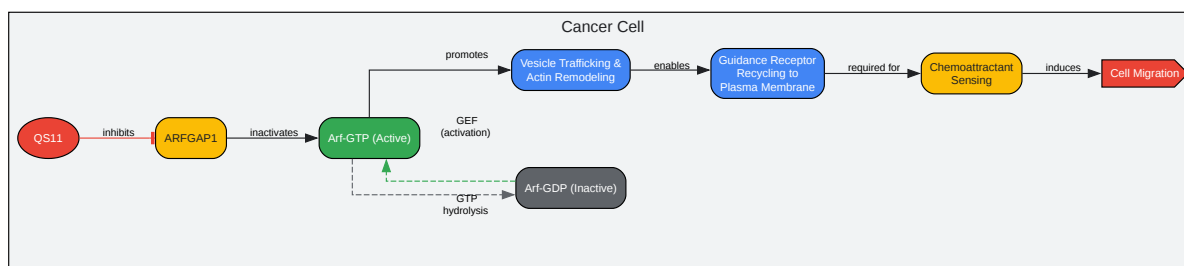 Cancer Cell
promotes
Vesicle Trafficking &
Actin Remodeling
enables
Guidance Receptor
Recycling to
Plasma Membrane
required for
Chemoattractant
Sensing
induces
Cell Migration
QS11
inhibits
ARFGAP1
inactivates
Arf-GTP (Active)
GEF
(activation)
Arf-GDP (Inactive)
GTP
hydrolysis